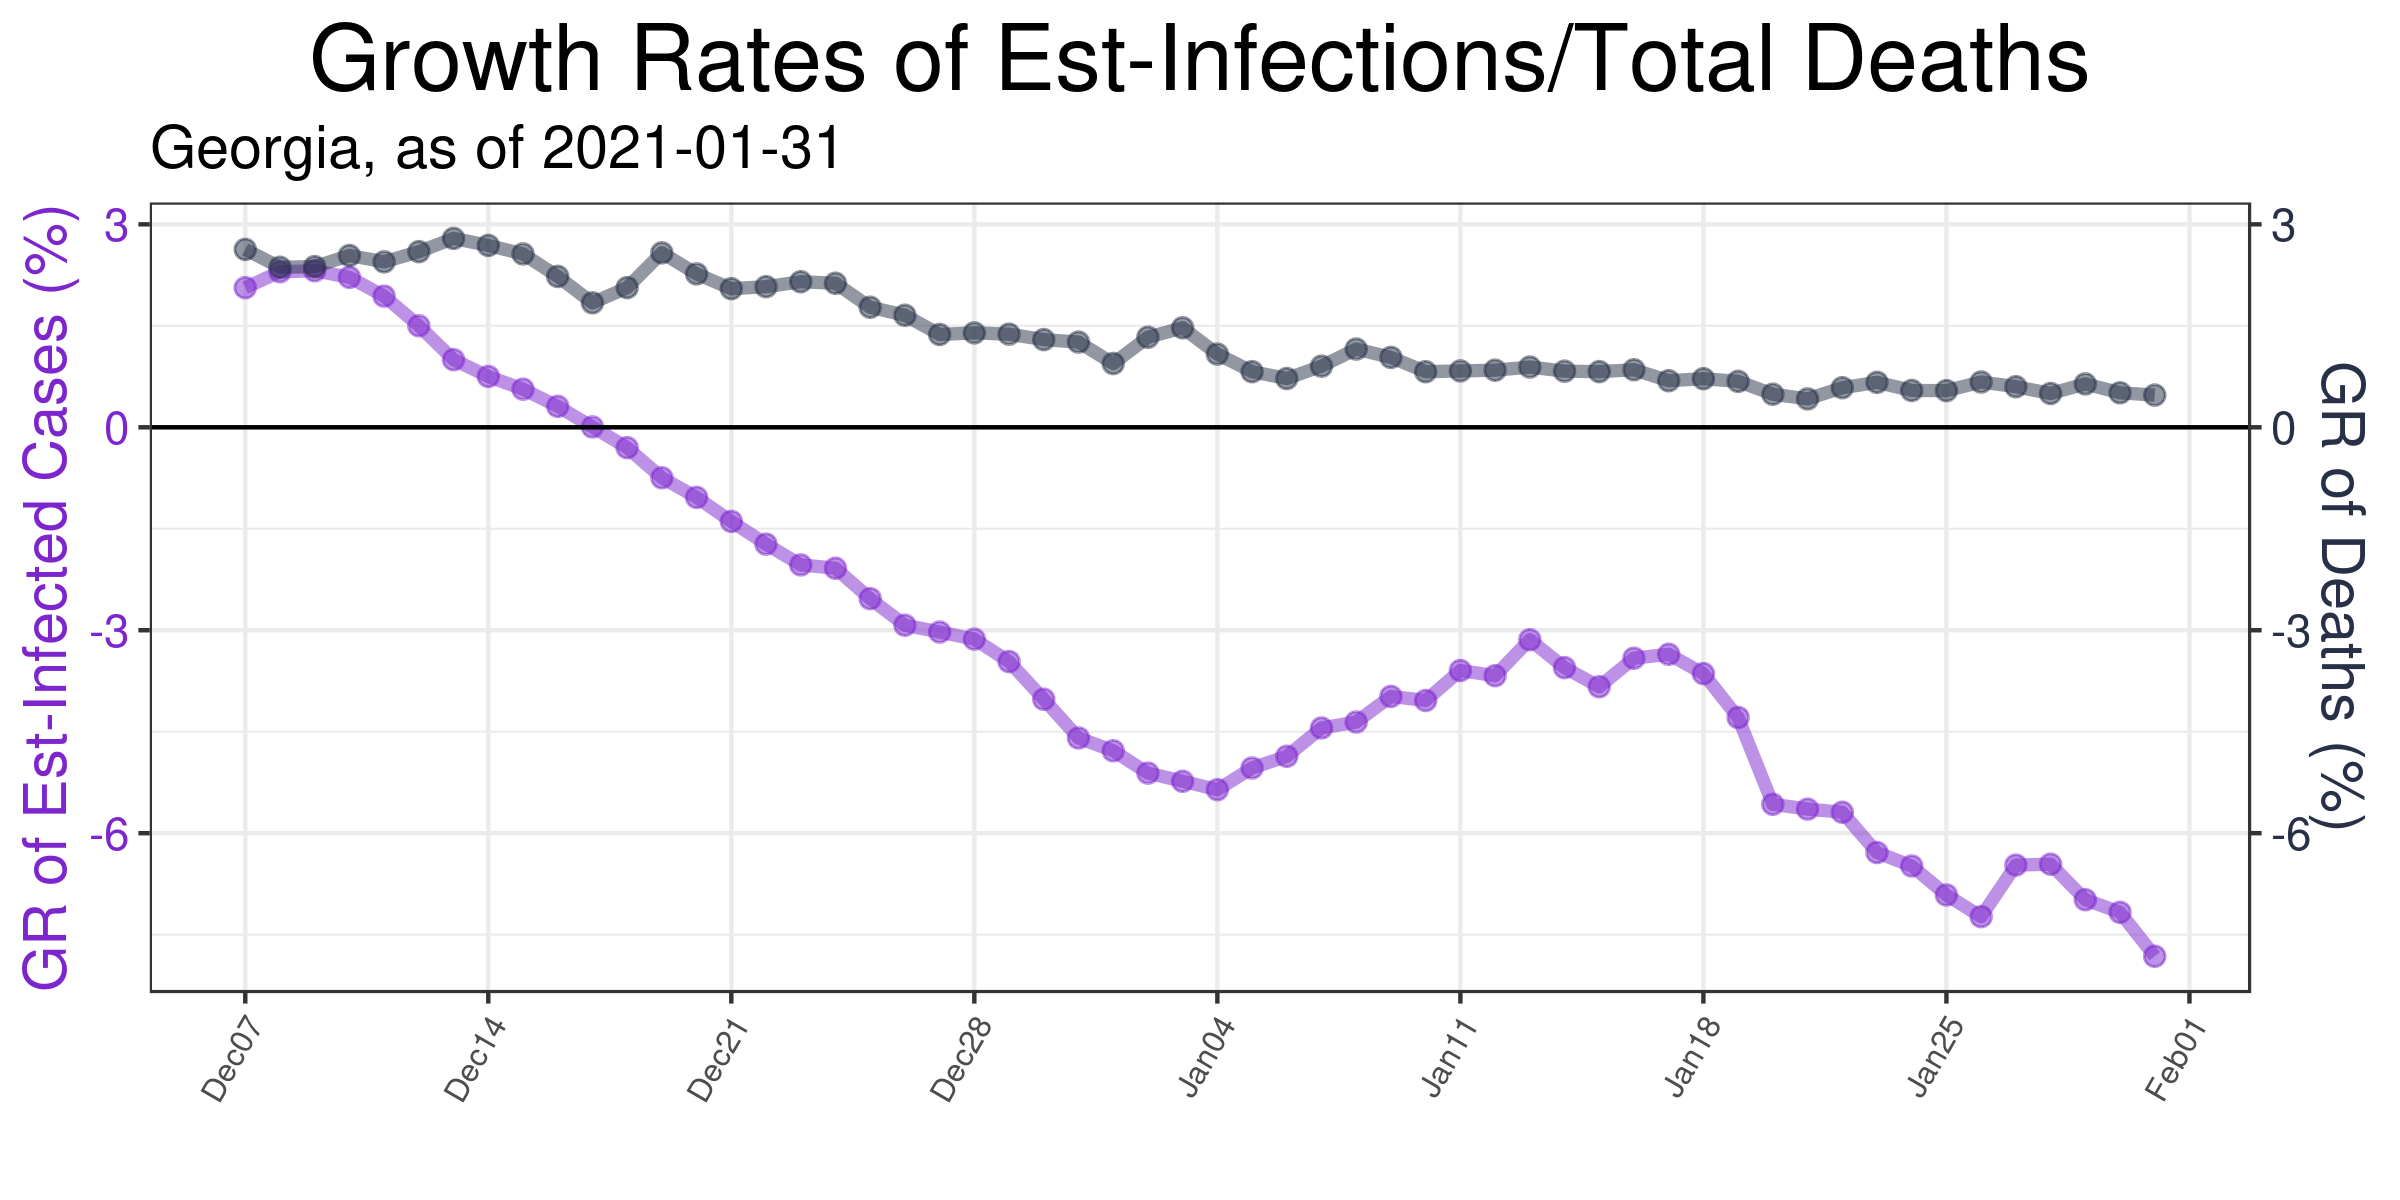 Growth Rates of Est-Infections/Total Deaths
Georgia, as of 2021-01-31
GR of Est-Infected Cases (%)
3
0
-3
-6
3
0
-3
-6
GR of Deaths (%)
Dec07
Dec14
Dec21
Dec28
Jan04
Jan11
Jan18
Jan25
Feb01